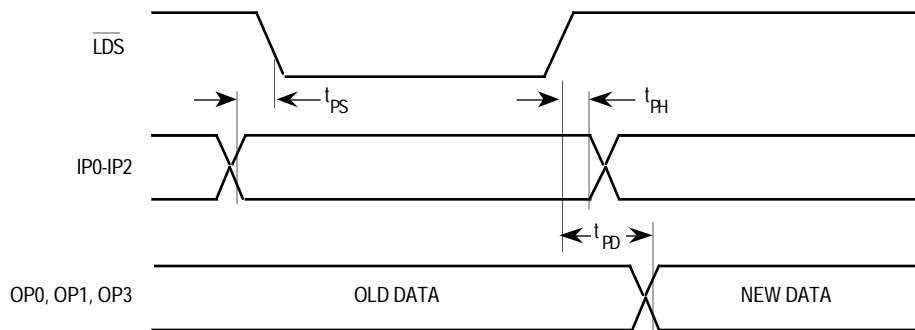 LDS
tPS
tPH
IP0-IP2
tPD
OP0, OP1, OP3
OLD DATA
NEW DATA